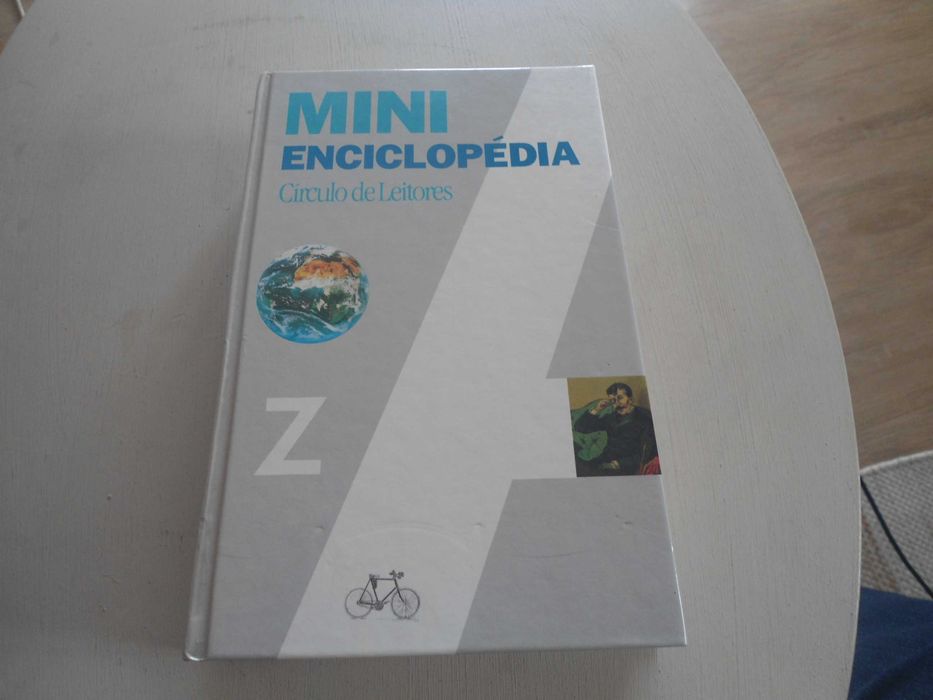 MINI
ENCICLOPÉDIA
Círculo de Leitores
Z
A